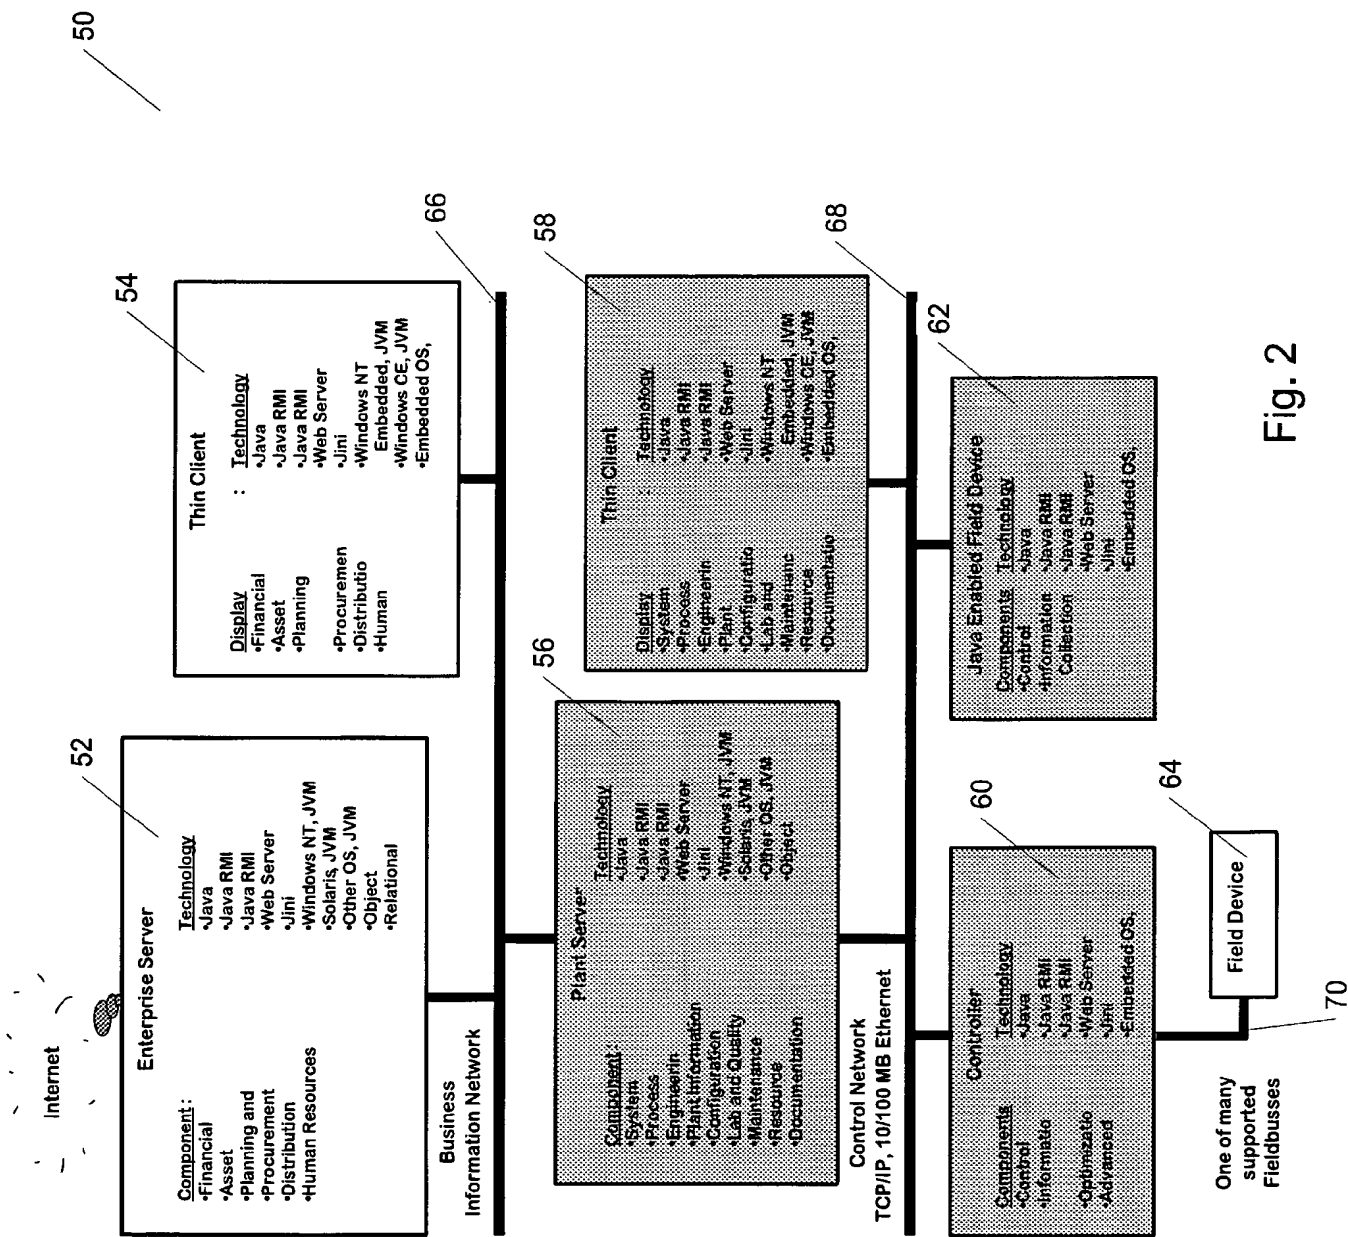 50
Internet
52
Enterprise Server
Component :
•Financial
•Asset
•Planning and
•Procurement
•Distribution
•Human Resources
Technology
•Java
•Java RMI
•Java RMI
•Web Server
•Jini
•Windows NT, JVM
•Solaris, JVM
•Other OS, JVM
•Object
•Relational
54
Thin Client
Display
•Financial
•Asset
•Planning
•Procuremen
•Distributio
•Human
: Technology
•Java
•Java RMI
•Java RMI
•Web Server
•Jini
•Windows NT
Embedded, JVM
•Windows CE, JVM
•Embedded OS,
Business
Information Network
66
56
Plant Server
Component :
•System
•Process
•Engineerin
•Plant Information
•Configuration
•Lab and Quality
•Maintenance
•Resource
•Documentation
Technology
•Java
•Java RMI
•Java RMI
•Web Server
•Jini
•Windows NT, JVM
•Solaris, JVM
•Other OS, JVM
•Object
58
Thin Client
Display
•System
•Process
•Engineerin
•Plant
•Configuratio
•Lab and
•Maintenanc
•Resource
•Documentatio
: Technology
•Java
•Java RMI
•Java RMI
•Web Server
•Jini
•Windows NT
Embedded, JVM
•Windows CE, JVM
•Embedded OS,
Control Network
TCP/IP, 10/100 MB Ethernet
68
60
Controller
Components
•Control
•Informatio
•Optimizatio
•Advanced
Technology
•Java
•Java RMI
•Java RMI
•Web Server
•Jini
•Embedded OS,
62
Java Enabled Field Device
Components
•Control
•Information
Collection
Technology
•Java
•Java RMI
•Java RMI
•Web Server
•Jini
•Embedded OS,
64
Field Device
One of many
supported
Fieldbusses
70
Fig. 2